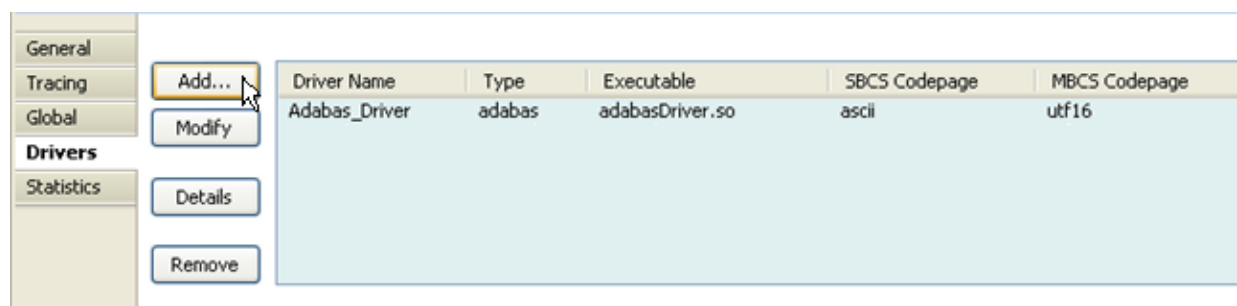 General
Tracing
Global
Drivers
Statistics
Add...
Modify
Details
Remove
Driver Name Type Executable SBCS Codepage MBCS Codepage
Adabas_Driver adabas adabasDriver.so ascii utf16